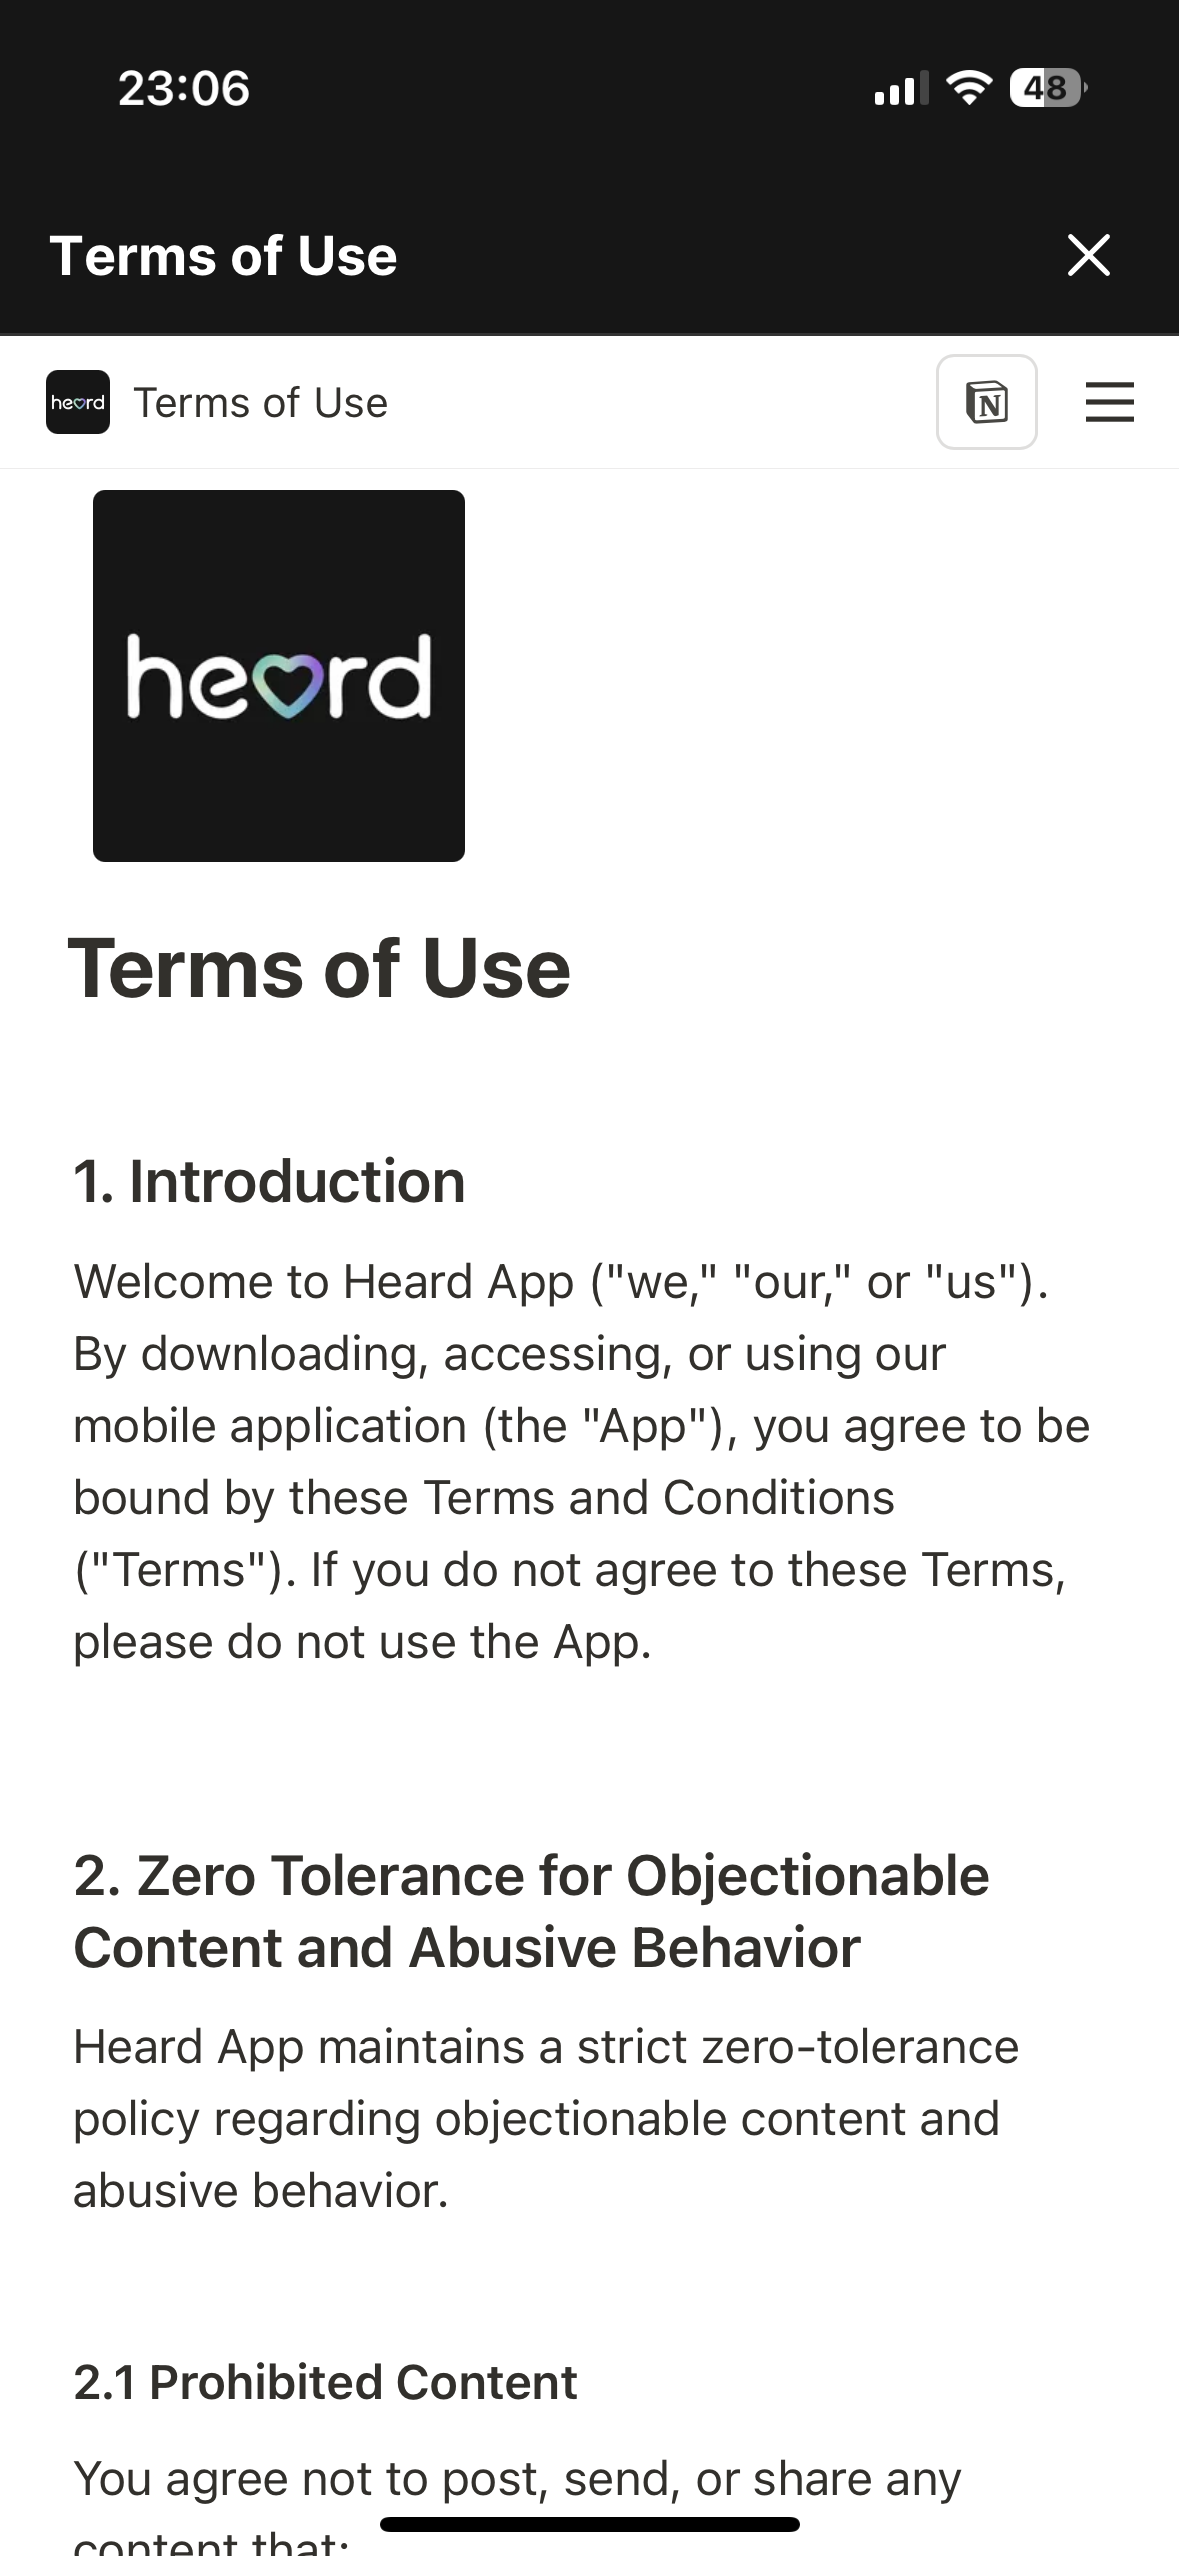 23:06
48
Terms of Use
heard
Terms of Use
N
heard
Terms of Use
1. Introduction
Welcome to Heard App ("we," "our," or "us").
By downloading, accessing, or using our
mobile application (the "App"), you agree to be
bound by these Terms and Conditions
("Terms"). If you do not agree to these Terms,
please do not use the App.
2. Zero Tolerance for Objectionable
Content and Abusive Behavior
Heard App maintains a strict zero-tolerance
policy regarding objectionable content and
abusive behavior.
2.1 Prohibited Content
You agree not to post, send, or share any
content that: